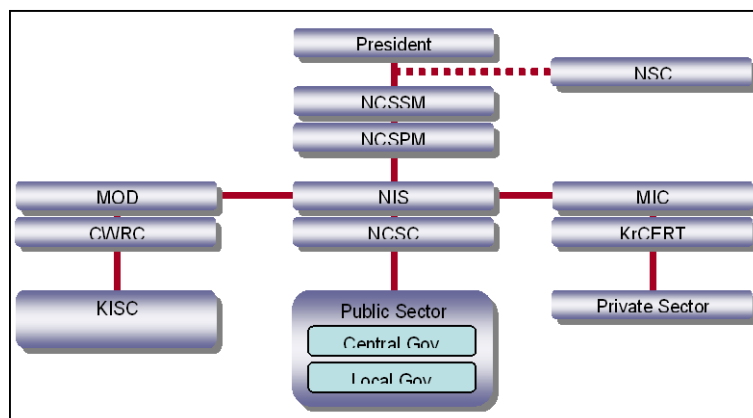 President
NSC
NCSSM
NCSPM
MOD
NIS
MIC
CWRC
NCSC
KrCERT
KISC
Public Sector
Private Sector
Central Gov
Local Gov